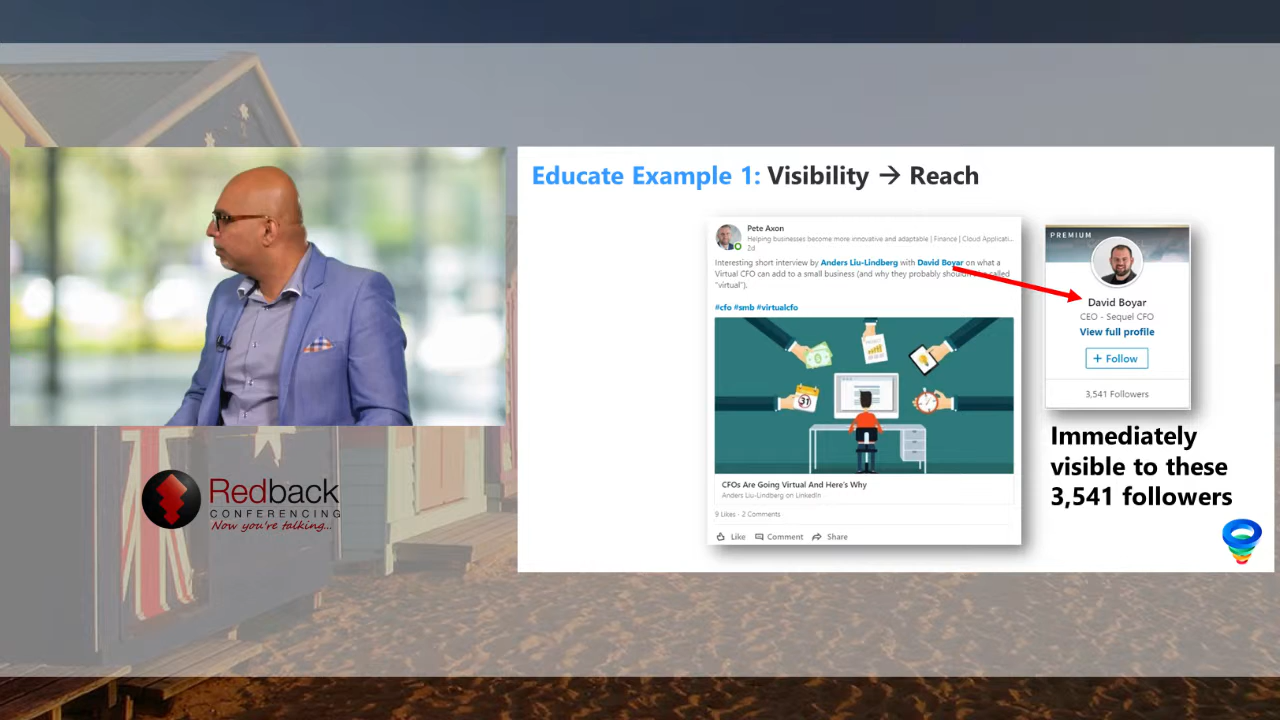 Educate Example 1: Visibility → Reach
Pete Axon
Helping businesses become more innovative and adaptable | Finance | Cloud Applicati...
2d
Interesting short interview by Anders Liu-Lindberg with David Boyar on what a
Virtual CFO can add to a small business (and why they probably shouldn't be called
"virtual").
#cfo #smb #virtualcfo
31
CFOs Are Going Virtual And Here's Why
Anders Liu-Lindberg on LinkedIn
9 Likes · 2 Comments
Like Comment Share
PREMIUM
David Boyar
CEO - Sequel CFO
View full profile
+ Follow
3,541 Followers
Immediately
visible to these
3,541 followers
Redback
CONFERENCING
Now you're talking...